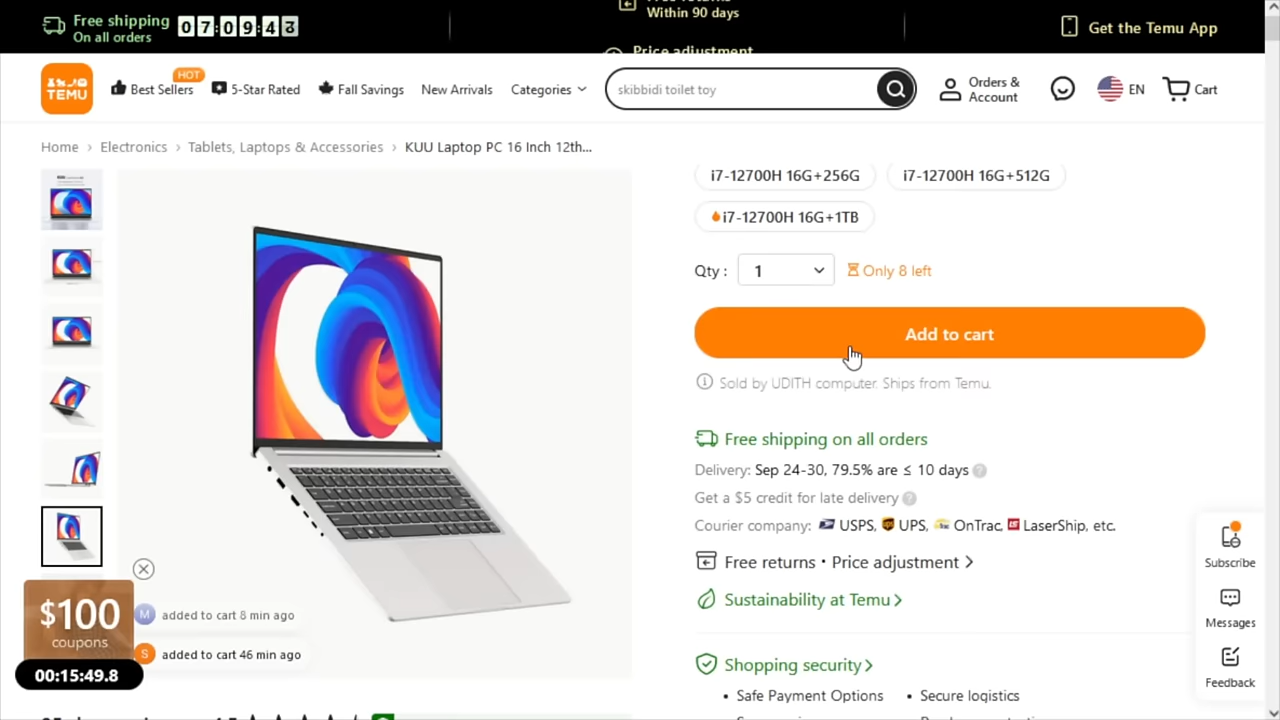 Free shipping
On all orders
07:09:4
Within 90 days
Price adjustment
Get the Temu App
TEMU
Best Sellers
HOT
5-Star Rated
Fall Savings
New Arrivals
Categories
skibbidi toilet toy
Orders &
Account
EN
Cart
Home › Electronics › Tablets, Laptops & Accessories › KUU Laptop PC 16 Inch 12th...
i7-12700H 16G+256G
i7-12700H 16G+512G
i7-12700H 16G+1TB
Qty :
1
Only 8 left
Add to cart
Sold by UDITH computer. Ships from Temu.
Free shipping on all orders
Delivery: Sep 24-30, 79.5% are ≤ 10 days
Get a $5 credit for late delivery
Courier company: USPS, UPS, OnTrac, LaserShip, etc.
Free returns · Price adjustment >
Sustainability at Temu >
Shopping security >
• Safe Payment Options
• Secure logistics
Subscribe
Messages
Feedback
$100
coupons
00:15:49.8
M added to cart 8 min ago
S added to cart 46 min ago